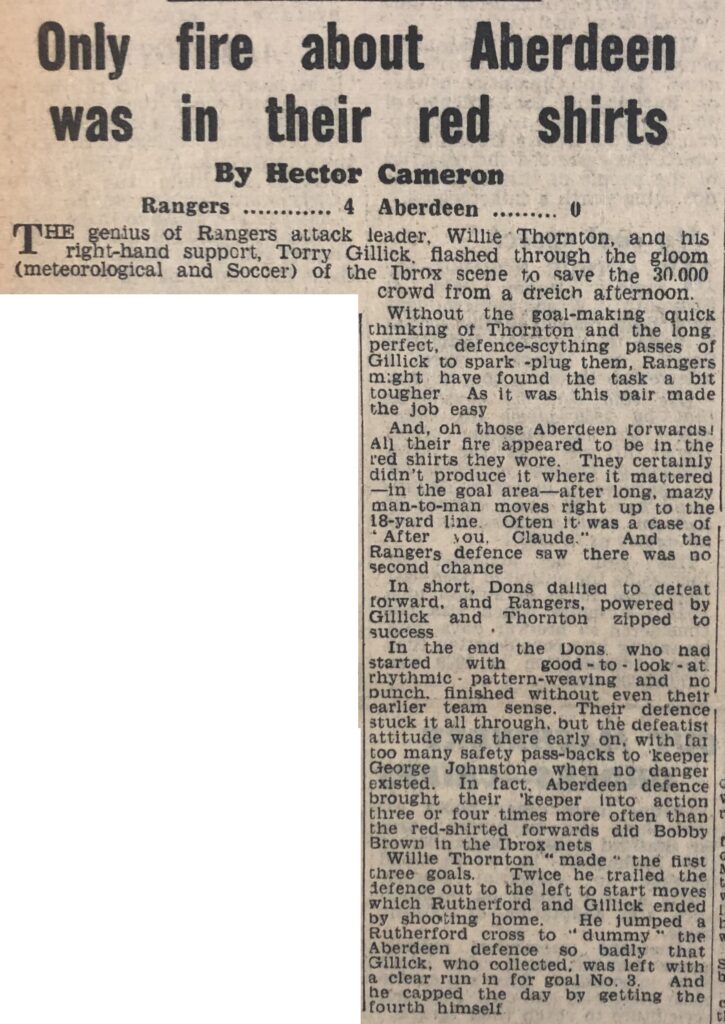 Only fire about Aberdeen
was in their red shirts
By Hector Cameron
Rangers ............ 4 Aberdeen ......... 0
THE genius of Rangers attack leader, Willie Thornton, and his
right-hand support, Torry Gillick, flashed through the gloom
(meteorological and Soccer) of the Ibrox scene to save the 30,000
crowd from a dreich afternoon.
Without the goal-making quick
thinking of Thornton and the long
perfect, defence-scything passes of
Gillick to spark-plug them, Rangers
might have found the task a bit
tougher. As it was this pair made
the job easy
And, oh those Aberdeen forwards!
All their fire appeared to be in the
red shirts they wore. They certainly
didn't produce it where it mattered
—in the goal area—after long, mazy
man-to-man moves right up to the
18-yard line. Often it was a case of
"After you, Claude." And the
Rangers defence saw there was no
second chance
In short, Dons dallied to defeat
forward, and Rangers, powered by
Gillick and Thornton zipped to
success
In the end the Dons who had
started with good-to-look-at
rhythmic pattern-weaving and no
punch, finished without even their
earlier team sense. Their defence
stuck it all through, but the defeatist
attitude was there early on, with far
too many safety pass-backs to 'keeper
George Johnstone when no danger
existed. In fact, Aberdeen defence
brought their 'keeper into action
three or four times more often than
the red-shirted forwards did Bobby
Brown in the Ibrox nets
Willie Thornton "made" the first
three goals. Twice he trailed the
defence out to the left to start moves
which Rutherford and Gillick ended
by shooting home. He jumped a
Rutherford cross to "dummy" the
Aberdeen defence so badly that
Gillick, who collected, was left with
a clear run in for goal No. 3. And
he capped the day by getting the
fourth himself